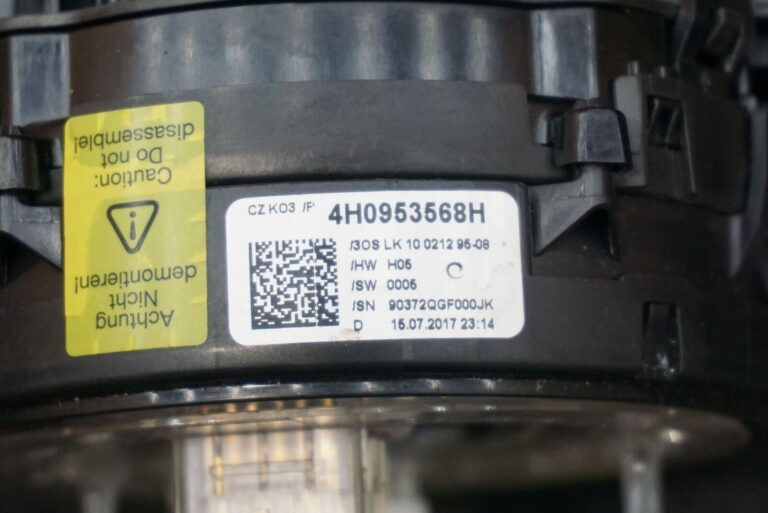 Achtung
Nicht
demontieren!
Caution:
Do not
disassemble!
CZ K03 /P 4H0953568H
/3OS LK 10 0212 95-08
/HW H05
/SW 0005
/SN 90372QGF000JK
D 15.07.2017 23:14